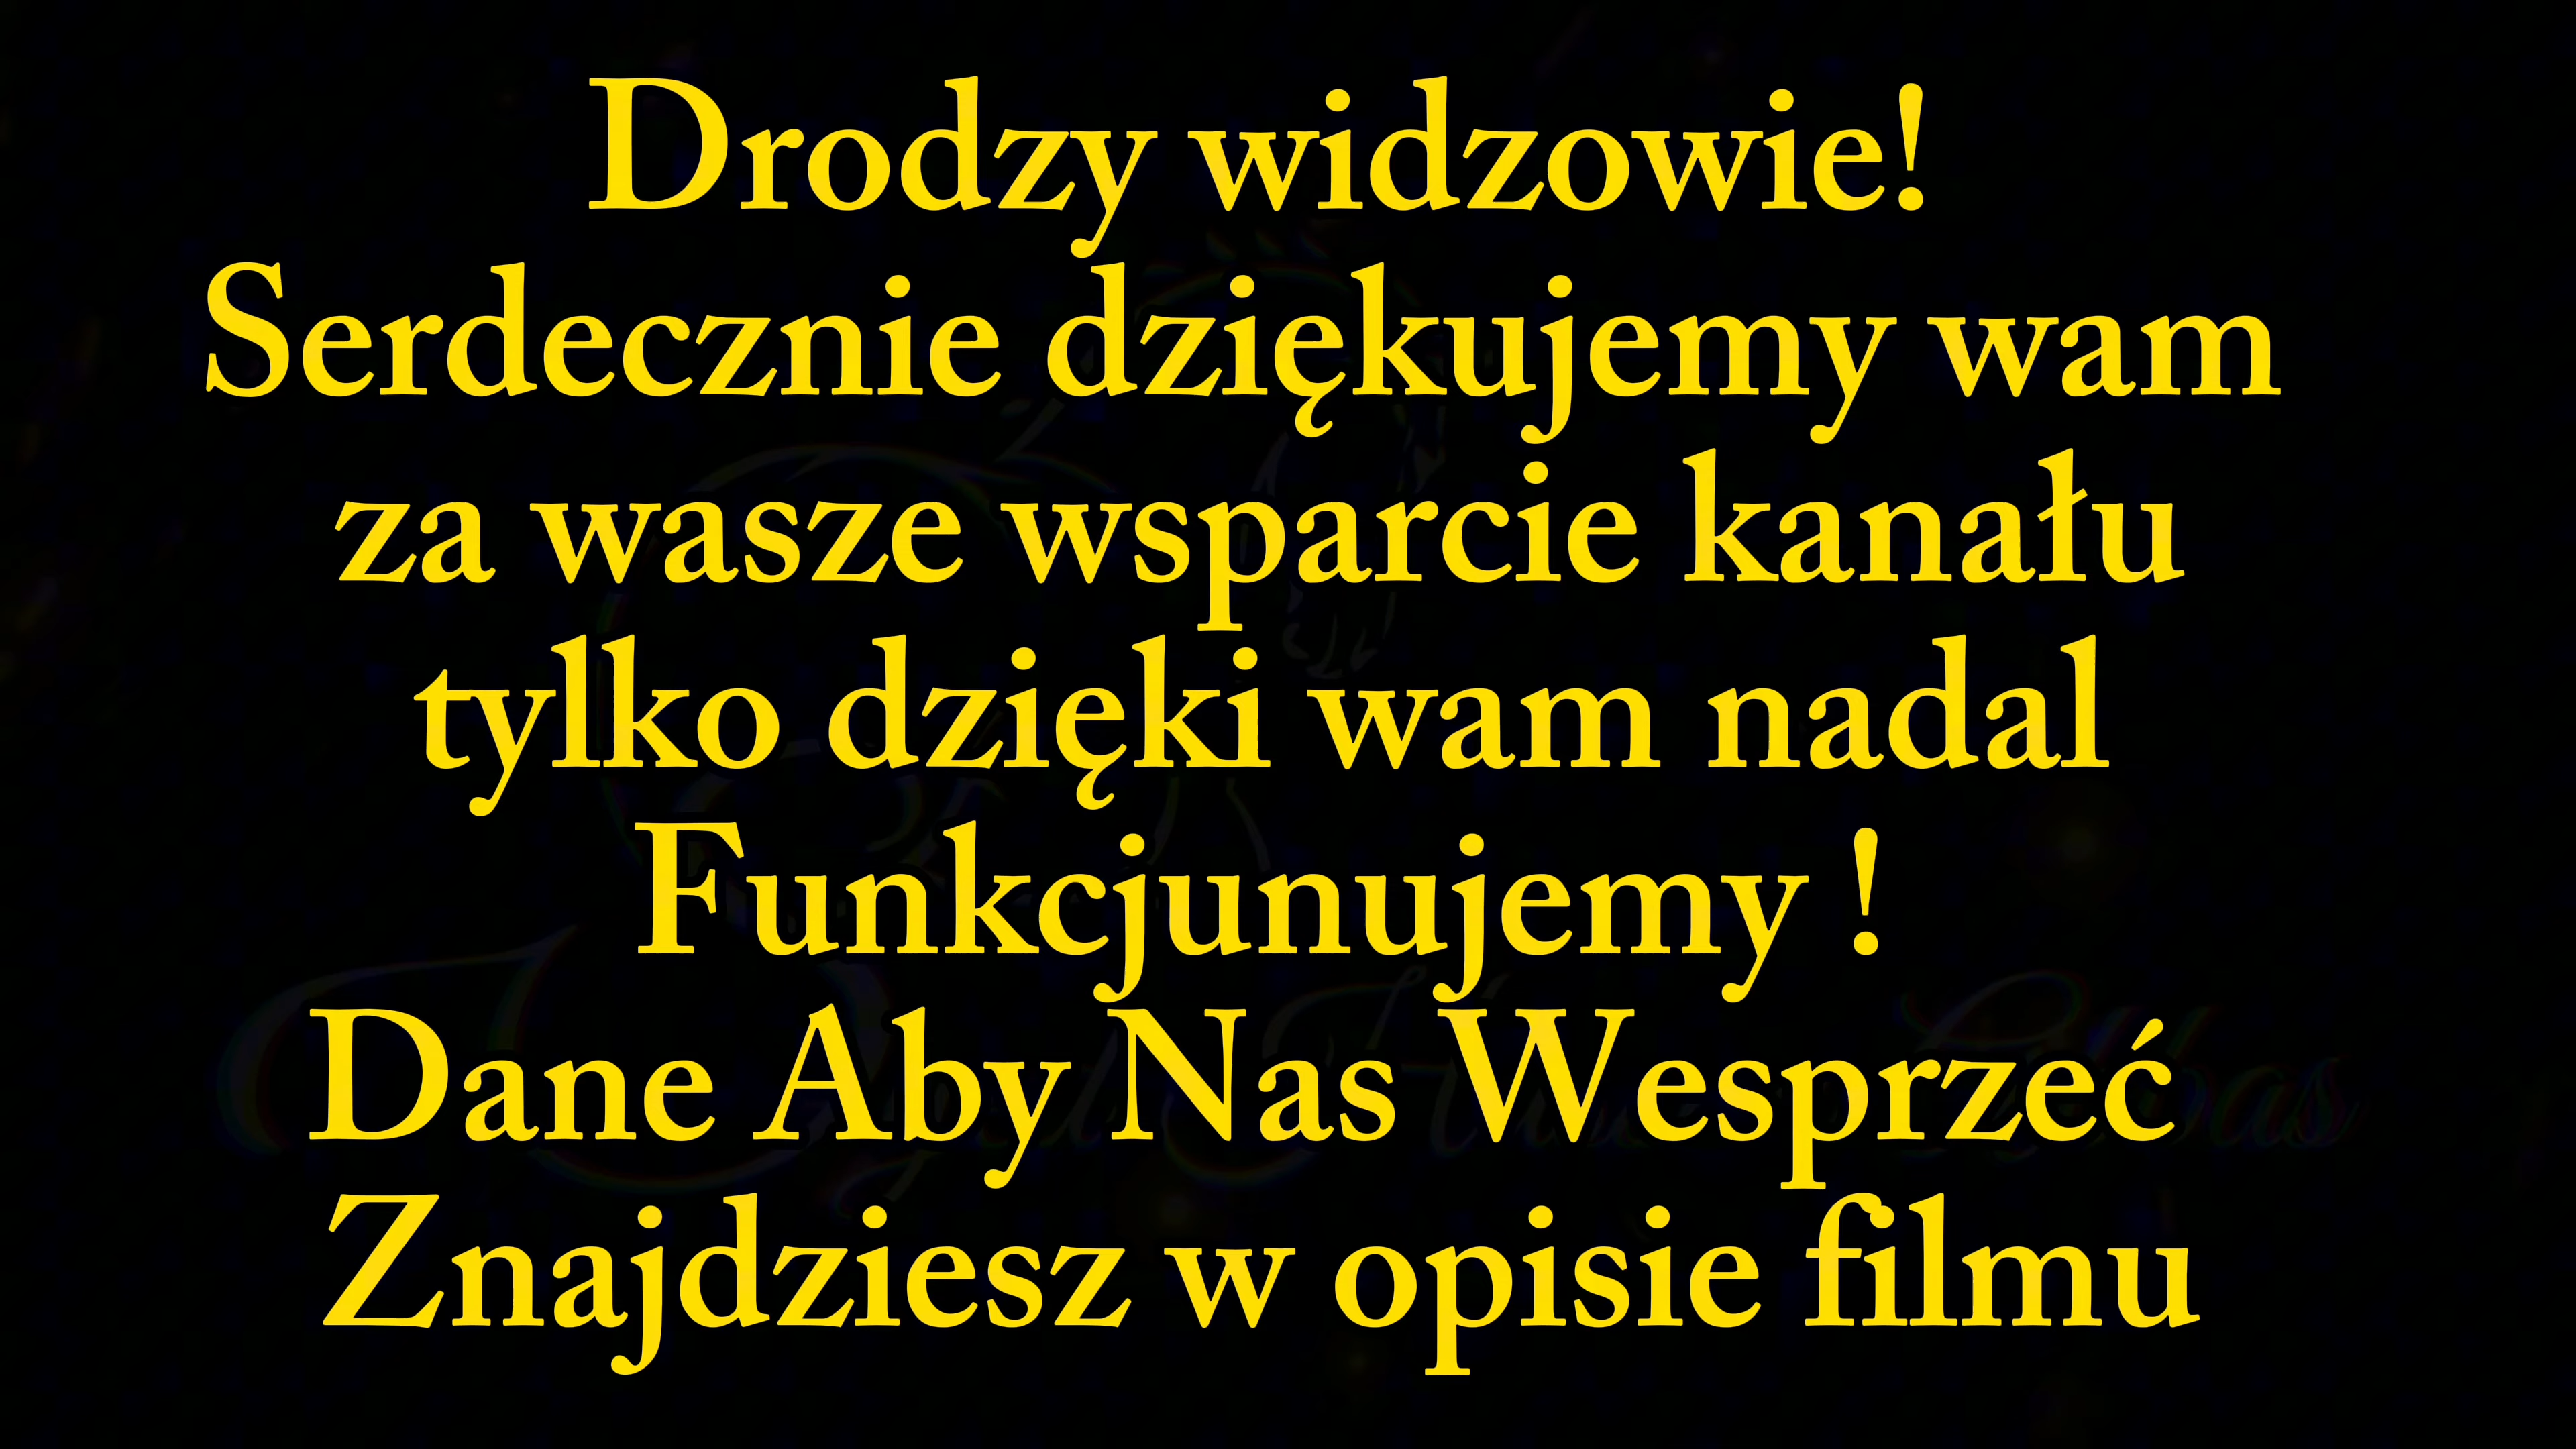 Drodzy widzowie!
Serdecznie dziękujemy wam
za wasze wsparcie kanału
tylko dzięki wam nadal
Funkcjunujemy !
Dane Aby Nas Wesprzeć
Znajdziesz w opisie filmu